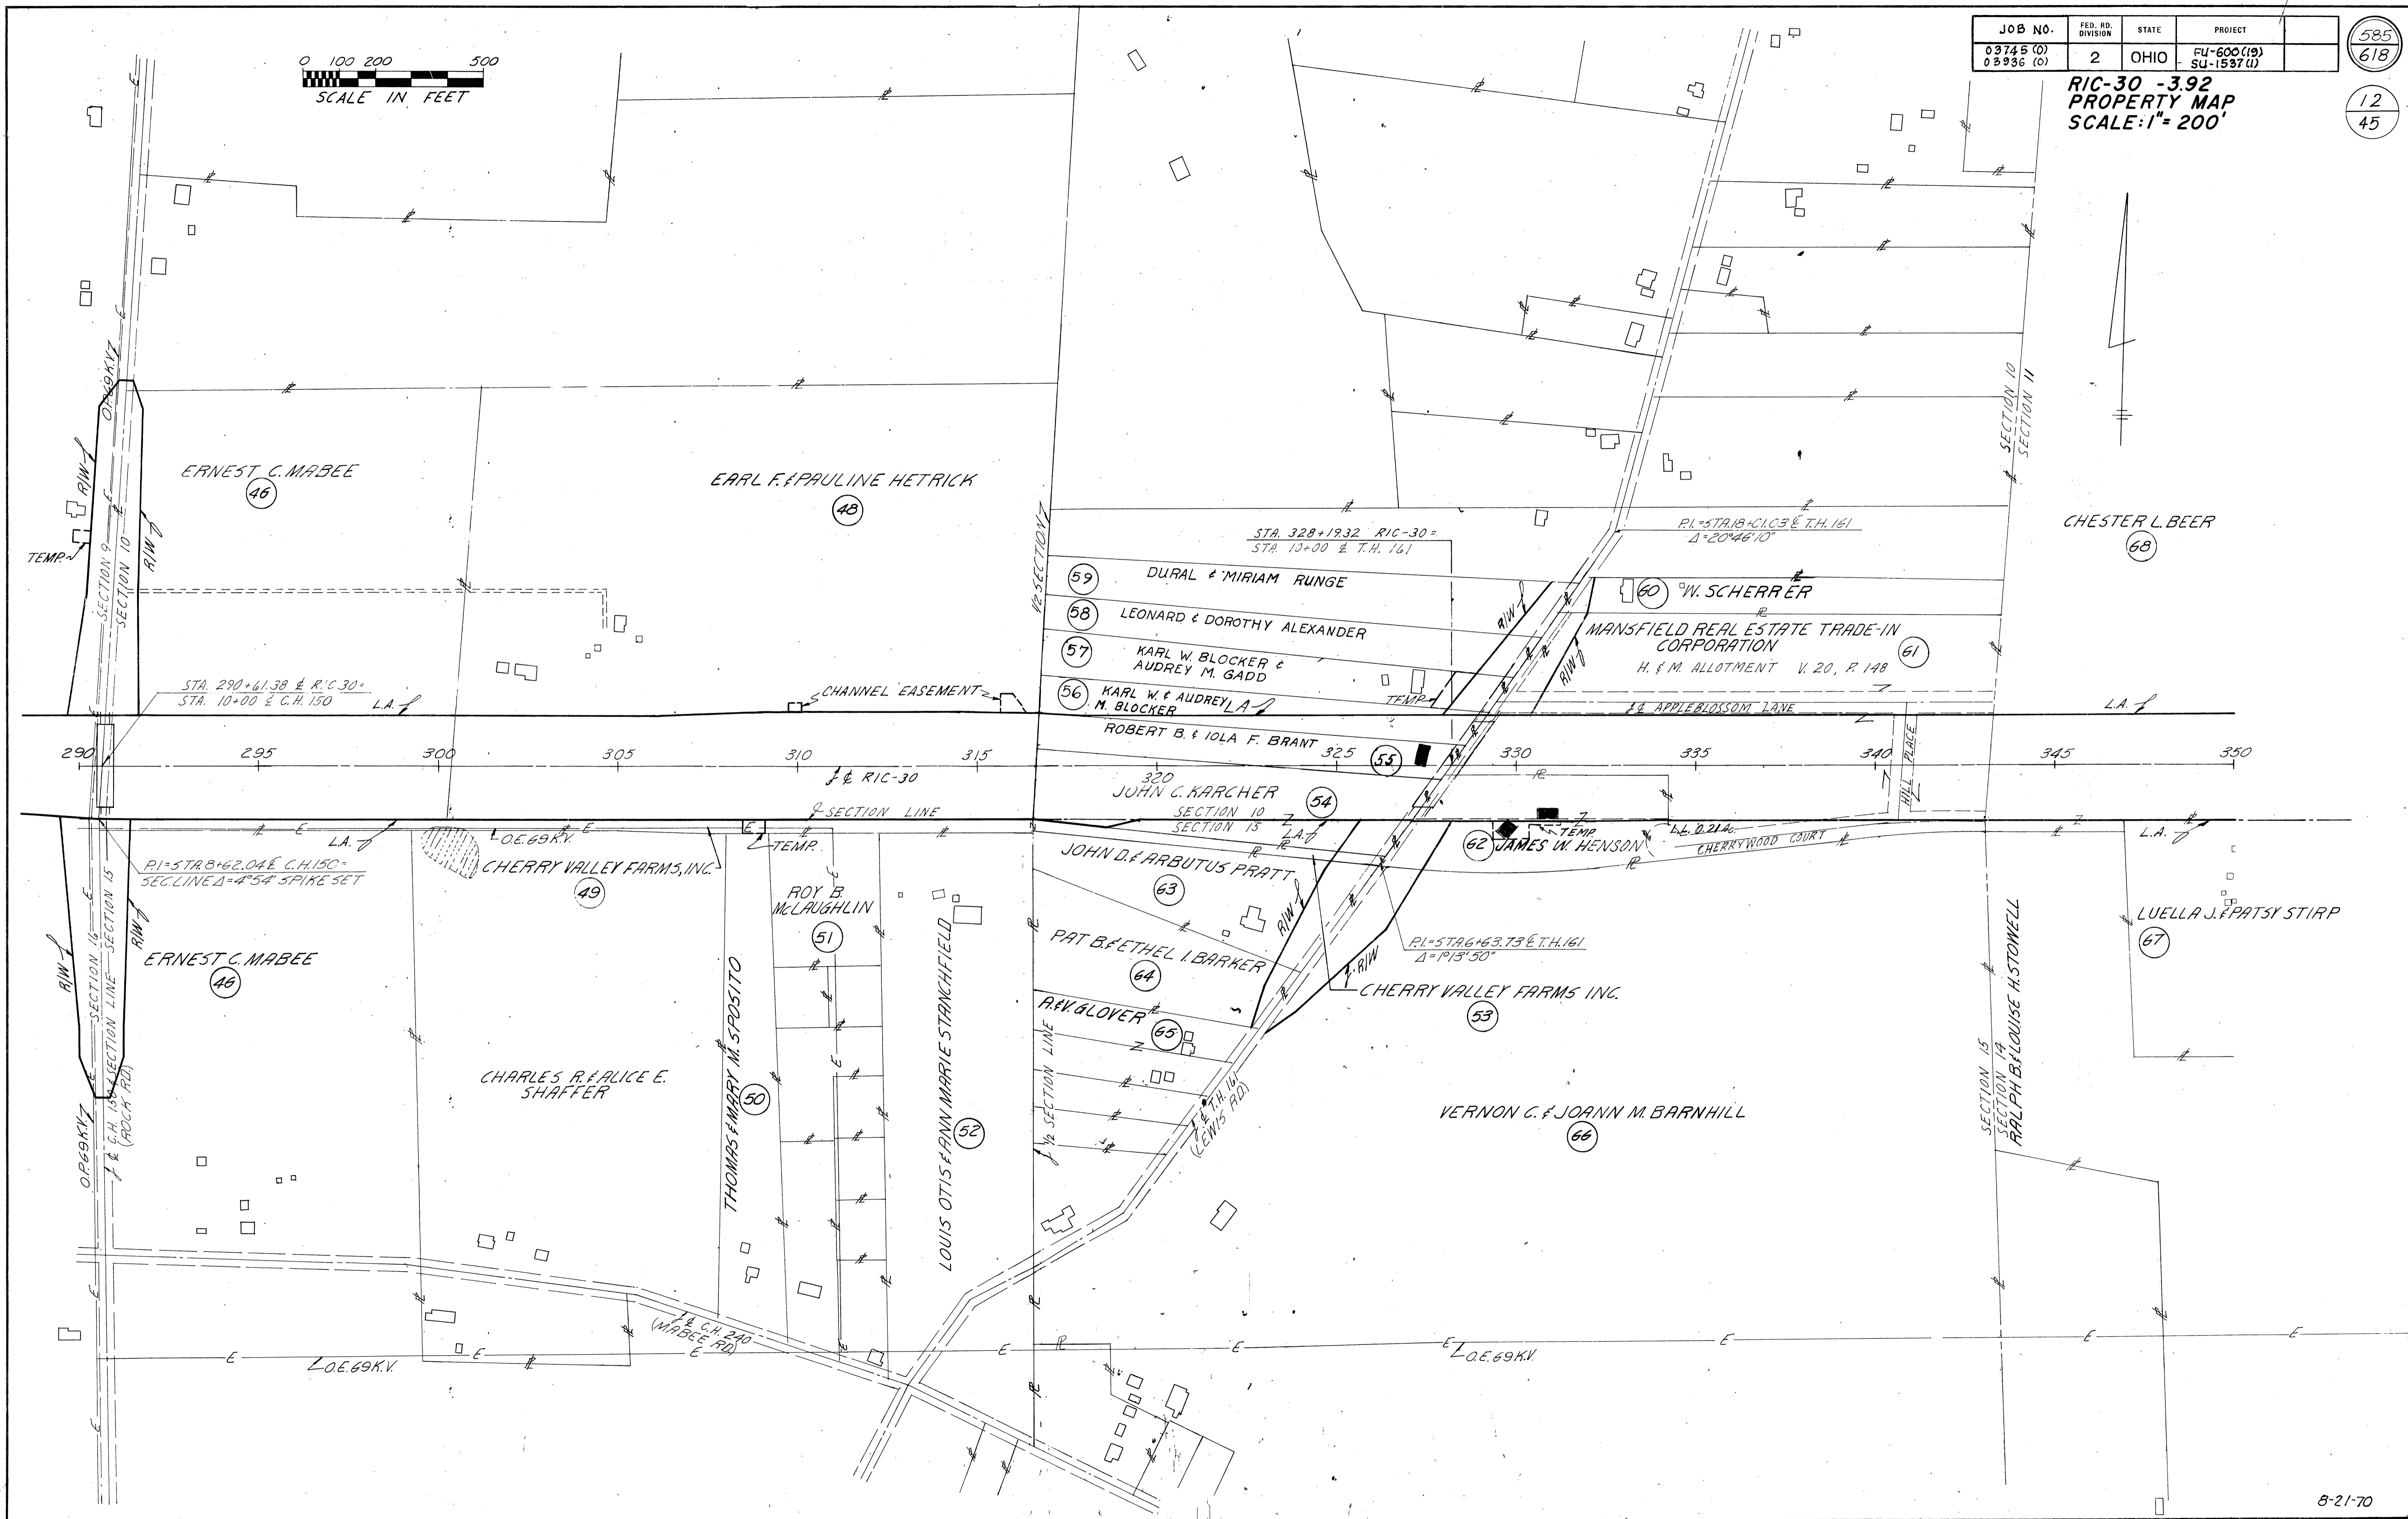 JOB NO.
FED. RD. DIVISION
STATE
PROJECT
03745 (0)
03936 (0)
2
OHIO
FU-600(19)
SU-1537(1)
585
618
RIC-30 -3.92
PROPERTY MAP
SCALE: 1"= 200'
12
45
0 100 200 500
SCALE IN FEET
O.P.69K.V.
R/W
ERNEST C. MABEE
46
EARL F. & PAULINE HETRICK
48
TEMP.
SECTION 9
SECTION 10
R/W
1/2 SECTION
SECTION 10
SECTION 11
CHESTER L. BEER
68
STA. 328+19.32 RIC-30 =
STA. 10+00 ℄ T.H. 161
P.I.=STA.18+01.03 ℄ T.H. 161
Δ=20°46'10"
59
DURAL & MIRIAM RUNGE
58
LEONARD & DOROTHY ALEXANDER
57
KARL W. BLOCKER &
AUDREY M. GADD
56
KARL W. & AUDREY
M. BLOCKER
L.A.
TEMP.
R/W
R/W
60
W. SCHERRER
MANSFIELD REAL ESTATE TRADE-IN
CORPORATION
61
H. & M. ALLOTMENT V. 20, P. 148
℄ APPLEBLOSSOM LANE
L.A.
STA. 290+61.38 ℄ RIC 30=
STA. 10+00 ℄ C.H. 150
L.A.
CHANNEL EASEMENT
ROBERT B. & IOLA F. BRANT
55
HILL PLACE
290 295 300 305 310 315 320 325 330 335 340 345 350
℄ RIC-30
JOHN C. KARCHER
54
SECTION LINE
SECTION 10
SECTION 15
L.A.
O.E.69K.V.
L.A.
TEMP.
P.I=STA.8+62.04 ℄ C.H.150=
SEC.LINE Δ=4°54' SPIKE SET
CHERRY VALLEY FARMS, INC.
49
JOHN D. & ARBUTUS PRATT
63
62
JAMES W. HENSON
TEMP.
L.L. 0.21 Ac.
CHERRYWOOD COURT
L.A.
ROY B.
McLAUGHLIN
51
R/W
SECTION 16
SECTION 15
R/W
ERNEST C. MABEE
46
PAT B. & ETHEL I. BARKER
64
R/W
R/W
P.I.=STA.6+63.73 ℄ T.H.161
Δ=1°13'50"
CHERRY VALLEY FARMS INC.
53
LUELLA J. & PATSY STIRP
67
A. & V. GLOVER
65
℄ C.H. 150 & SECTION LINE
(ROCK RD.)
O.P.69K.V.
CHARLES R. & ALICE E.
SHAFFER
THOMAS & MARY M. SPOSITO
50
LOUIS OTIS & ANN MARIE STANCHFIELD
52
1/2 SECTION LINE
℄ T.H. 161
(LEWIS RD.)
VERNON C. & JOANN M. BARNHILL
66
SECTION 15
SECTION 14
RALPH B. & LOUISE H. STOWELL
℄ C.H. 240
(MABEE RD.)
O.E.69K.V.
O.E.69K.V.
8-21-70